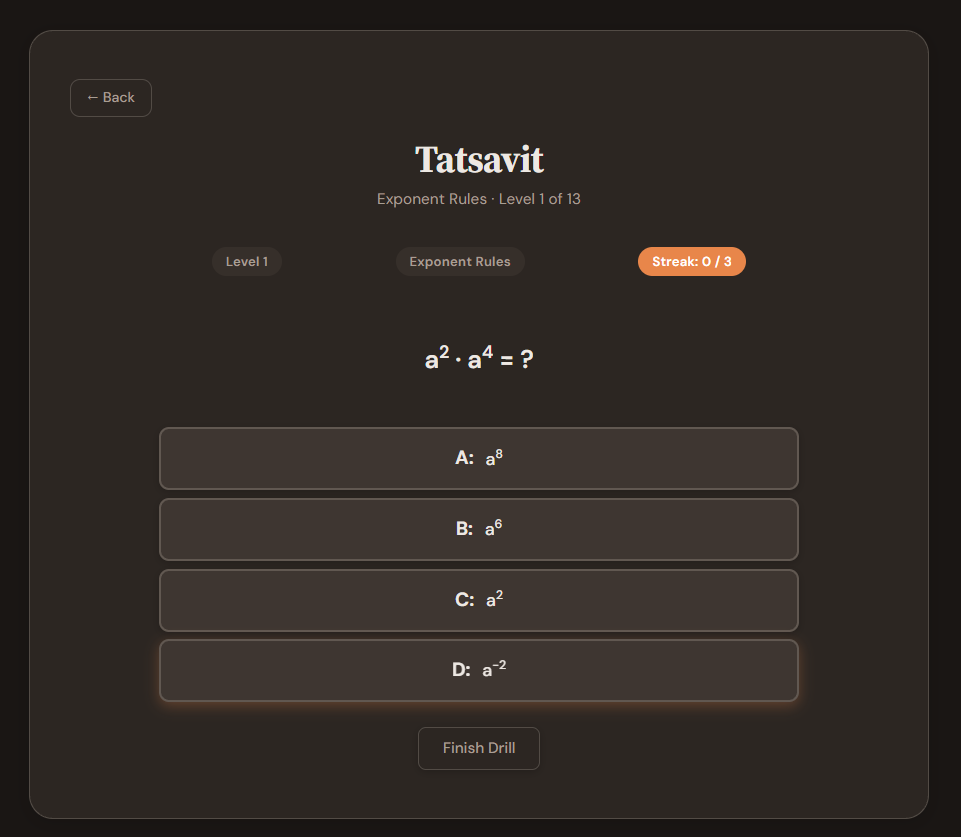 ← Back
Tatsavit
Exponent Rules · Level 1 of 13
Level 1 Exponent Rules Streak: 0 / 3
a² · a⁴ = ?
A: a⁸
B: a⁶
C: a²
D: a⁻²
Finish Drill